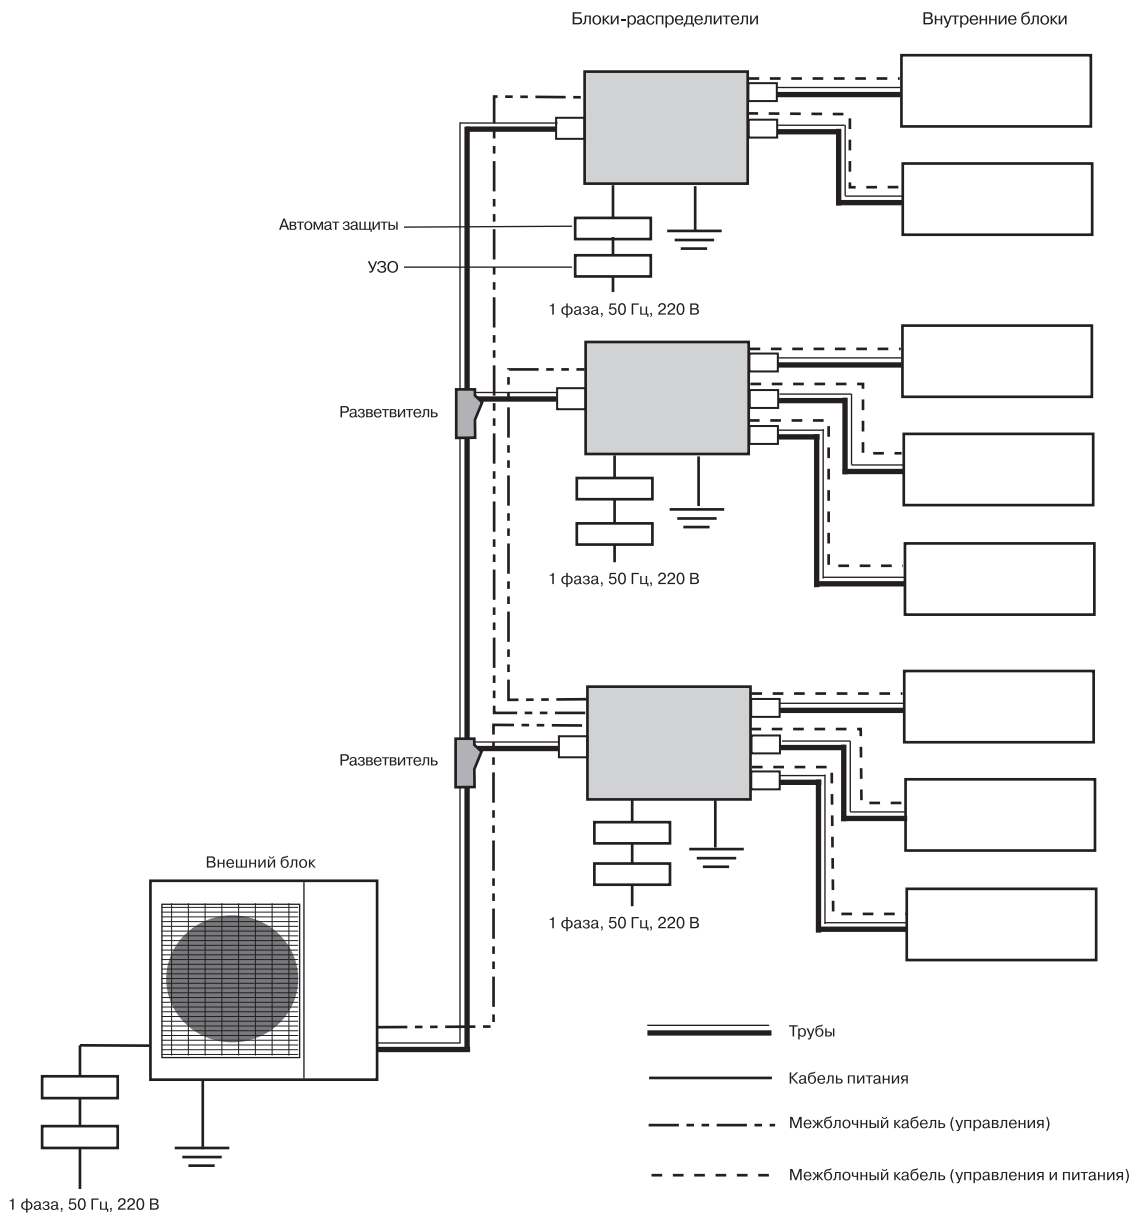 Блоки-распределители
Внутренние блоки
Автомат защиты
УЗО
1 фаза, 50 Гц, 220 В
Разветвитель
1 фаза, 50 Гц, 220 В
Разветвитель
Внешний блок
1 фаза, 50 Гц, 220 В
Трубы
Кабель питания
Межблочный кабель (управления)
Межблочный кабель (управления и питания)
1 фаза, 50 Гц, 220 В